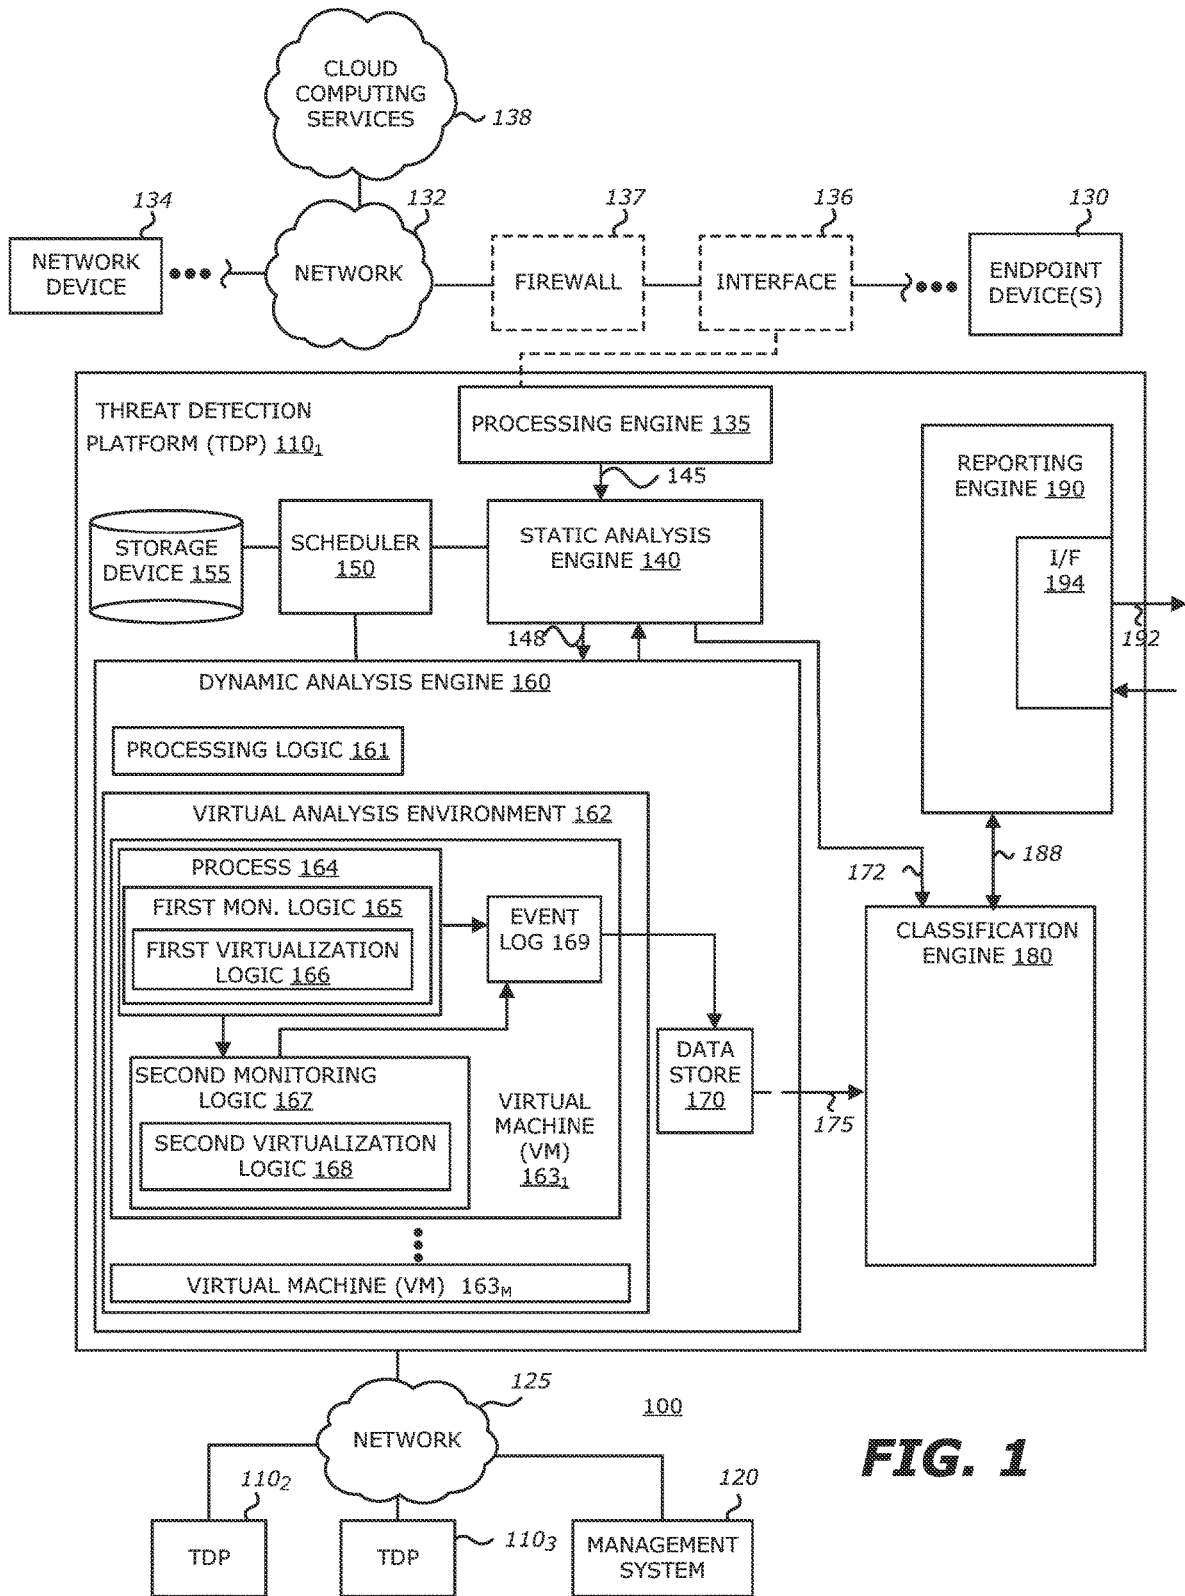 CLOUD
COMPUTING
SERVICES
138
134
132
137
136
130
NETWORK
DEVICE
NETWORK
FIREWALL
INTERFACE
ENDPOINT
DEVICE(S)
THREAT DETECTION
PLATFORM (TDP) 110₁
PROCESSING ENGINE 135
145
REPORTING
ENGINE 190
STORAGE
DEVICE 155
SCHEDULER
150
STATIC ANALYSIS
ENGINE 140
I/F
194
192
148
DYNAMIC ANALYSIS ENGINE 160
PROCESSING LOGIC 161
VIRTUAL ANALYSIS ENVIRONMENT 162
PROCESS 164
FIRST MON. LOGIC 165
FIRST VIRTUALIZATION
LOGIC 166
EVENT
LOG 169
172
188
CLASSIFICATION
ENGINE 180
SECOND MONITORING
LOGIC 167
SECOND VIRTUALIZATION
LOGIC 168
VIRTUAL
MACHINE
(VM)
163₁
DATA
STORE
170
175
VIRTUAL MACHINE (VM) 163M
125
NETWORK
100
FIG. 1
110₂
TDP
TDP
110₃
120
MANAGEMENT
SYSTEM